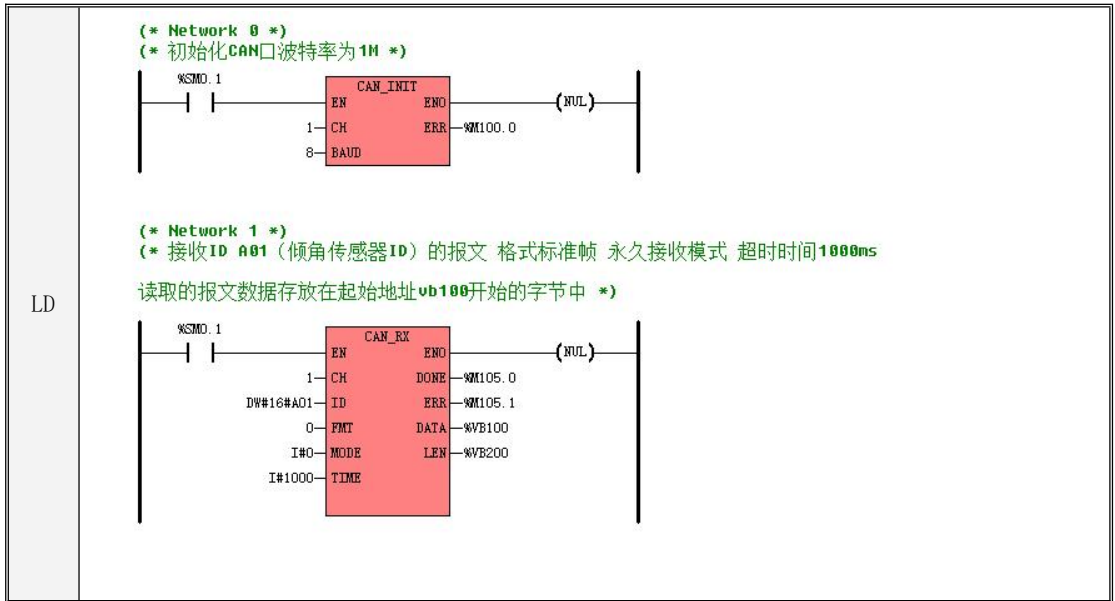 (* Network 0 *)
(* 初始化CAN口波特率为1M *)
%SM0.1
CAN_INIT
EN ENO (NUL)
1 CH ERR %M100.0
8 BAUD
(* Network 1 *)
(* 接收ID A01（倾角传感器ID）的报文 格式标准帧 永久接收模式 超时时间1000ms
读取的报文数据存放在起始地址vb100开始的字节中 *)
LD
%SM0.1
CAN_RX
EN ENO (NUL)
1 CH DONE %M105.0
DW#16#A01 ID ERR %M105.1
0 FMT DATA %VB100
I#0 MODE LEN %VB200
I#1000 TIME